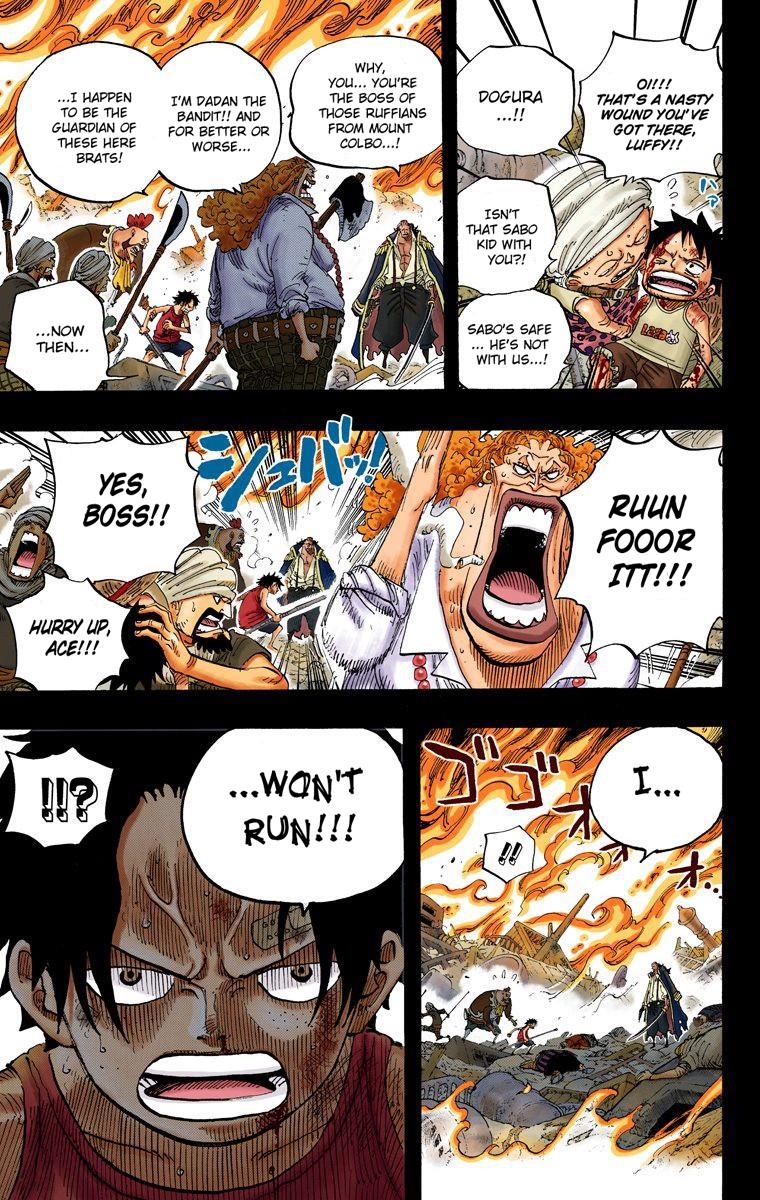 OI!!!
THAT'S A NASTY
WOUND YOU'VE
GOT THERE,
LUFFY!!
DOGURA
...!!
ISN'T
THAT SABO
KID WITH
YOU?!
SABO'S SAFE
... HE'S NOT
WITH US...!
ハァ
WHY,
YOU... YOU'RE
THE BOSS OF
THOSE RUFFIANS
FROM MOUNT
COLBO...!
I'M DADAN THE
BANDIT!! AND
FOR BETTER OR
WORSE...
...I HAPPEN
TO BE THE
GUARDIAN OF
THESE HERE
BRATS!
...NOW
THEN...
RUUN
FOOOR
ITT!!!
シュバッ!
YES,
BOSS!!
HURRY UP,
ACE!!!
I...
!!
ゴゴゴオオ...
...WON'T
RUN!!!
!!?